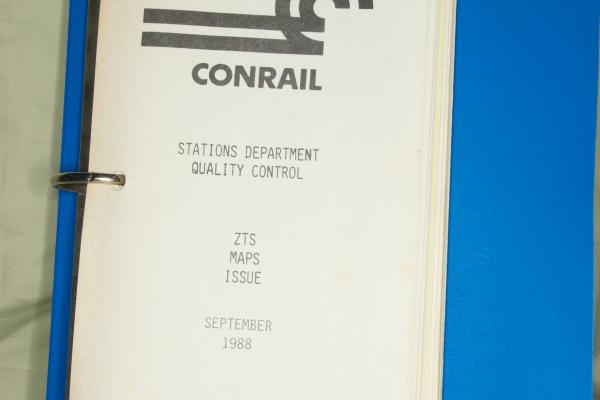 CONRAIL
STATIONS DEPARTMENT
QUALITY CONTROL
ZTS
MAPS
ISSUE
SEPTEMBER
1988